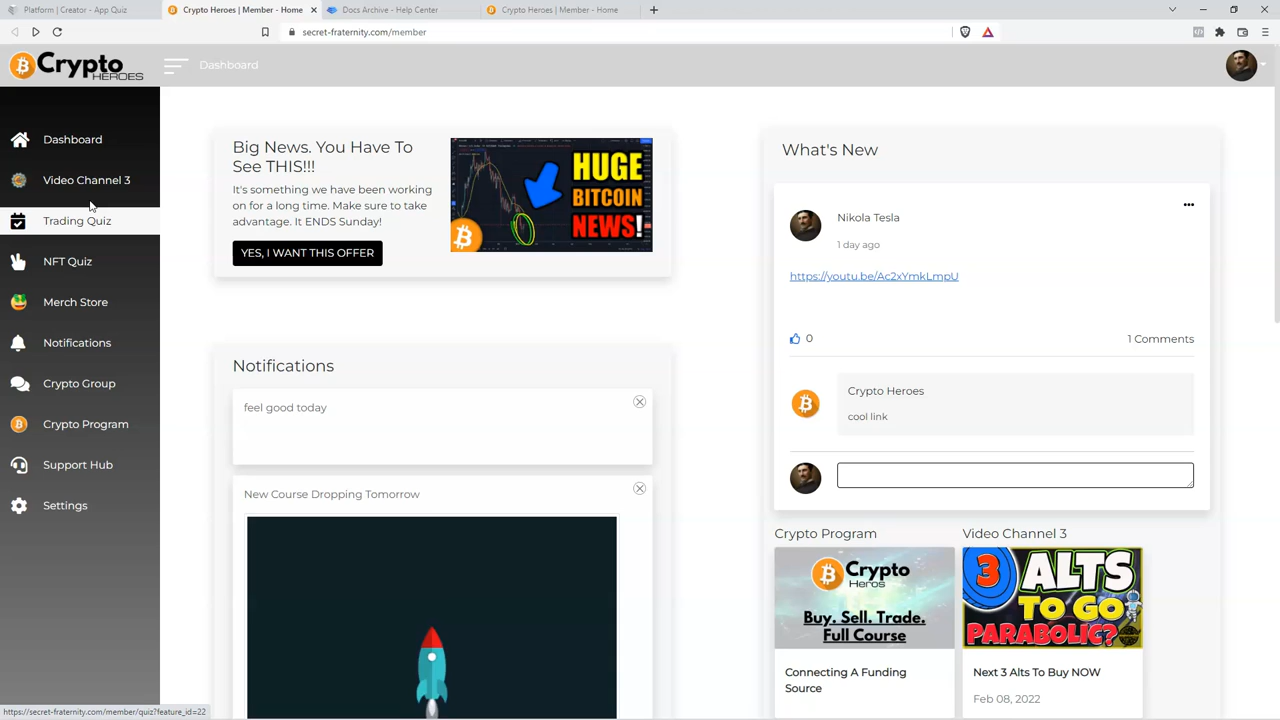 Platform | Creator - App Quiz
Crypto Heroes | Member - Home
Docs Archive - Help Center
Crypto Heroes | Member - Home
secret-fraternity.com/member
Crypto
HEROES
Dashboard
Dashboard
Video Channel 3
Trading Quiz
NFT Quiz
Merch Store
Notifications
Crypto Group
Crypto Program
Support Hub
Settings
Big News. You Have To
See THIS!!!
It's something we have been working
on for a long time. Make sure to take
advantage. It ENDS Sunday!
YES, I WANT THIS OFFER
HUGE
BITCOIN
NEWS!
Notifications
feel good today
New Course Dropping Tomorrow
What's New
Nikola Tesla
1 day ago
https://youtu.be/Ac2xYmkLmpU
0
1 Comments
Crypto Heroes
cool link
Crypto Program
Crypto
Heros
Buy. Sell. Trade.
Full Course
Connecting A Funding
Source
Video Channel 3
3 ALTS
TO GO
PARABOLIC?
Next 3 Alts To Buy NOW
Feb 08, 2022
https://secret-fraternity.com/member/quiz?feature_id=22